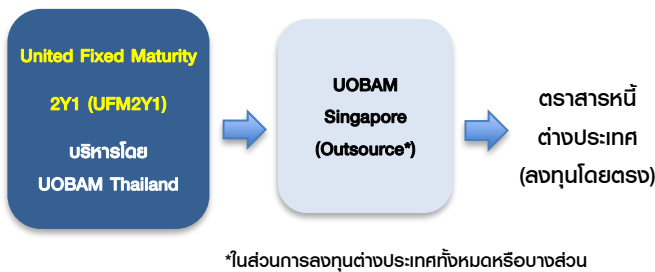 United Fixed Maturity
2Y1 (UFM2Y1)
บริหารโดย
UOBAM Thailand
UOBAM
Singapore
(Outsource*)
ตราสารหนี้
ต่างประเทศ
(ลงทุนโดยตรง)
*ในส่วนการลงทุนต่างประเทศทั้งหมดหรือบางส่วน